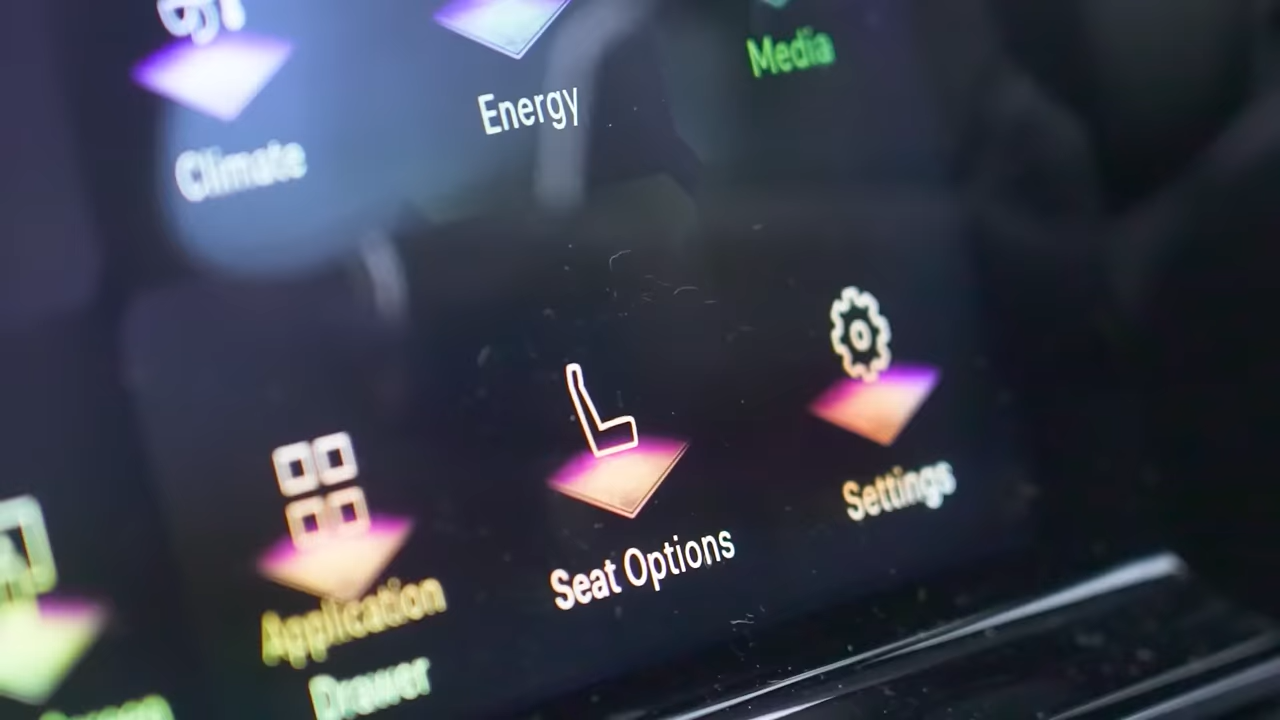 Climate
Energy
Media
Application
Drawer
Seat Options
Settings